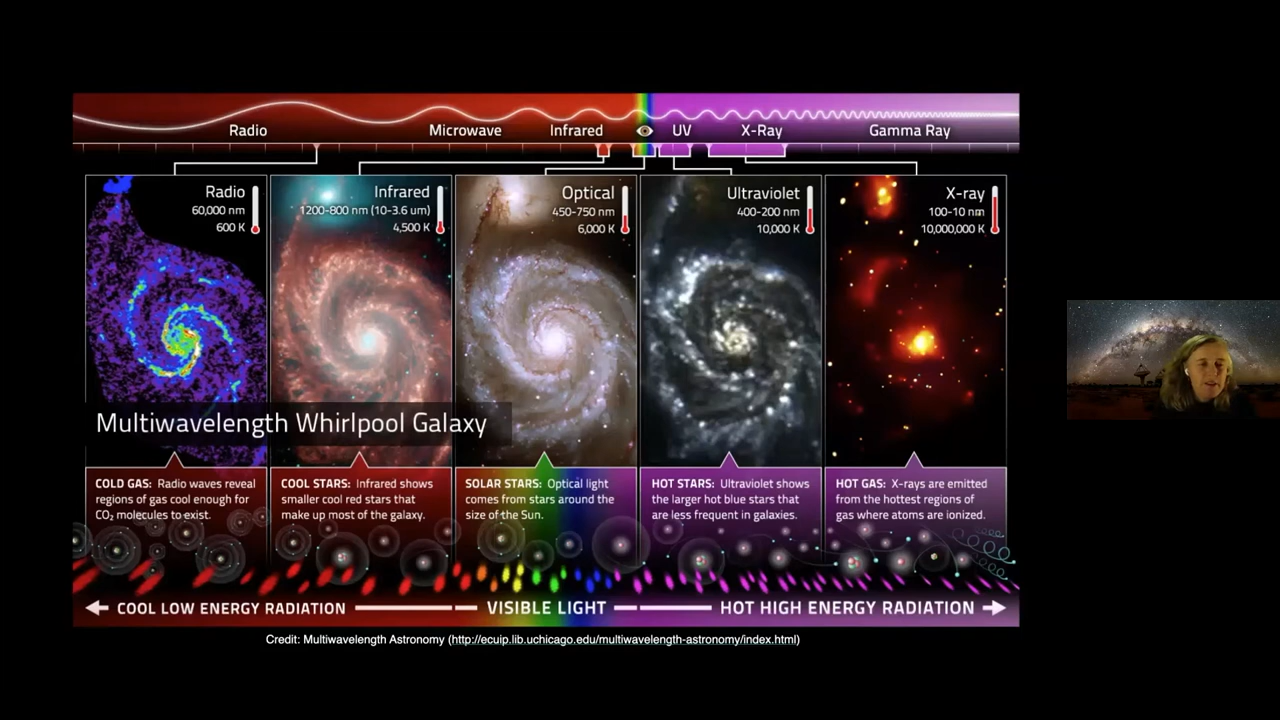 Radio
Microwave
Infrared
UV
X-Ray
Gamma Ray
Radio
60,000 nm
600 K
Infrared
1200-800 nm (10-3.6 um)
4,500 K
Optical
450-750 nm
6,000 K
Ultraviolet
400-200 nm
10,000 K
X-ray
100-10 nm
10,000,000 K
Multiwavelength Whirlpool Galaxy
COLD GAS: Radio waves reveal
regions of gas cool enough for
CO₂ molecules to exist.
COOL STARS: Infrared shows
smaller cool red stars that
make up most of the galaxy.
SOLAR STARS: Optical light
comes from stars around the
size of the Sun.
HOT STARS: Ultraviolet shows
the larger hot blue stars that
are less frequent in galaxies.
HOT GAS: X-rays are emitted
from the hottest regions of
gas where atoms are ionized.
COOL LOW ENERGY RADIATION
VISIBLE LIGHT
HOT HIGH ENERGY RADIATION
Credit: Multiwavelength Astronomy (http://ecuip.lib.uchicago.edu/multiwavelength-astronomy/index.html)